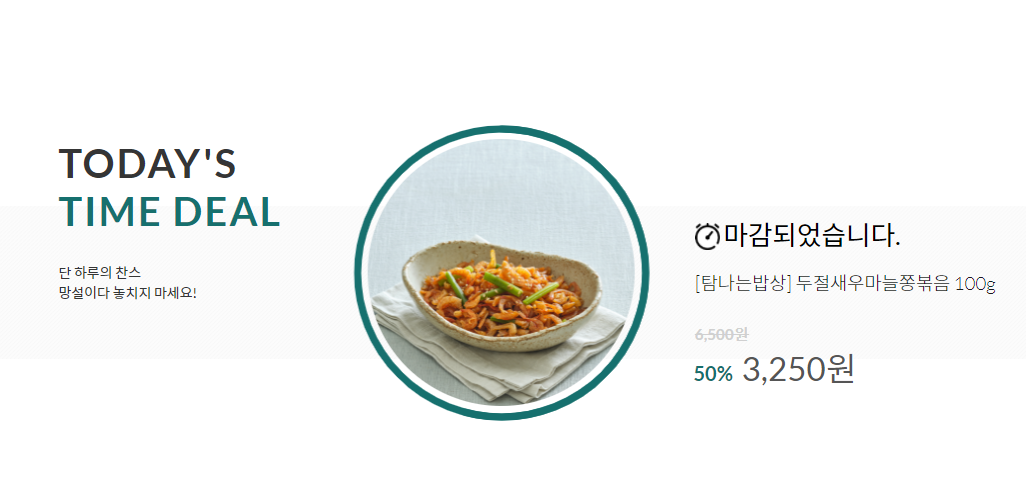 TODAY'S
TIME DEAL
단 하루의 찬스
망설이다 놓치지 마세요!
마감되었습니다.
[탐나는밥상] 두절새우마늘쫑볶음 100g
6,500원
50% 3,250원